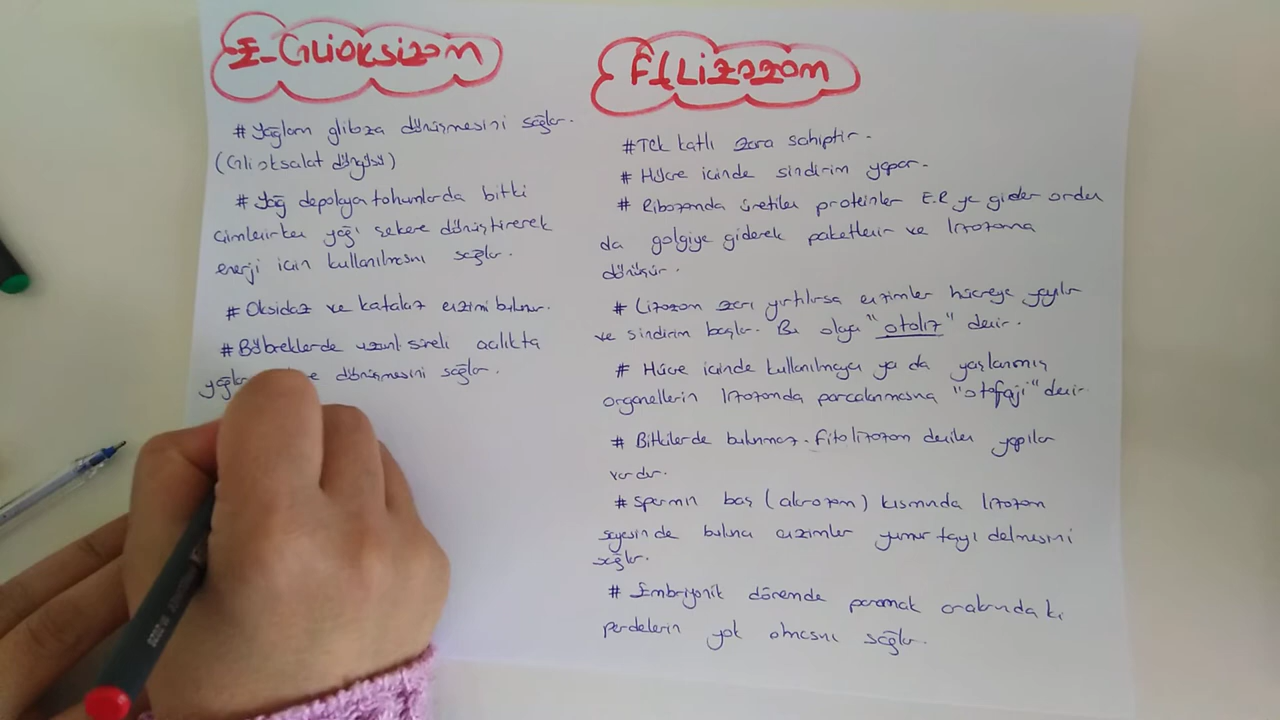 E-Glioksizom
# Yağların glikoza dönüşmesini sağlar.
(Glioksalat döngüsü)
# Yağ depolayan tohumlarda bitki
çimlenirken yağı şekere dönüştürerek
enerji için kullanılmasını sağlar.
# Oksidaz ve katalaz enzimi bulunur.
# Böbreklerde uzun süreli açlıkta
dönüşmesini sağlar.
F-Lizozom
# Tek katlı zara sahiptir.
# Hücre içinde sindirim yapar.
# Ribozomda üretilen proteinler E.R ye gider ordan
da golgiye giderek paketlenir ve lizozoma
dönüşür.
# Lizozom zarı yırtılırsa enzimler hücreye yayılır
ve sindirim başlar. Bu olaya "otoliz" denir.
# Hücre içinde kullanılmayan ya da yaşlanmış
organellerin lizozomda parçalanmasına "otofaji" denir
# Bitkilerde bulunmaz. Fitolizozom denilen yapılar
vardır.
# Spermin baş (akrozom) kısmında lizozom
sayesinde bulunan enzimler yumurtayı delmesini
sağlar.
# Embriyonik dönemde parmak aralarında ki
perdelerin yok olmasını sağlar.